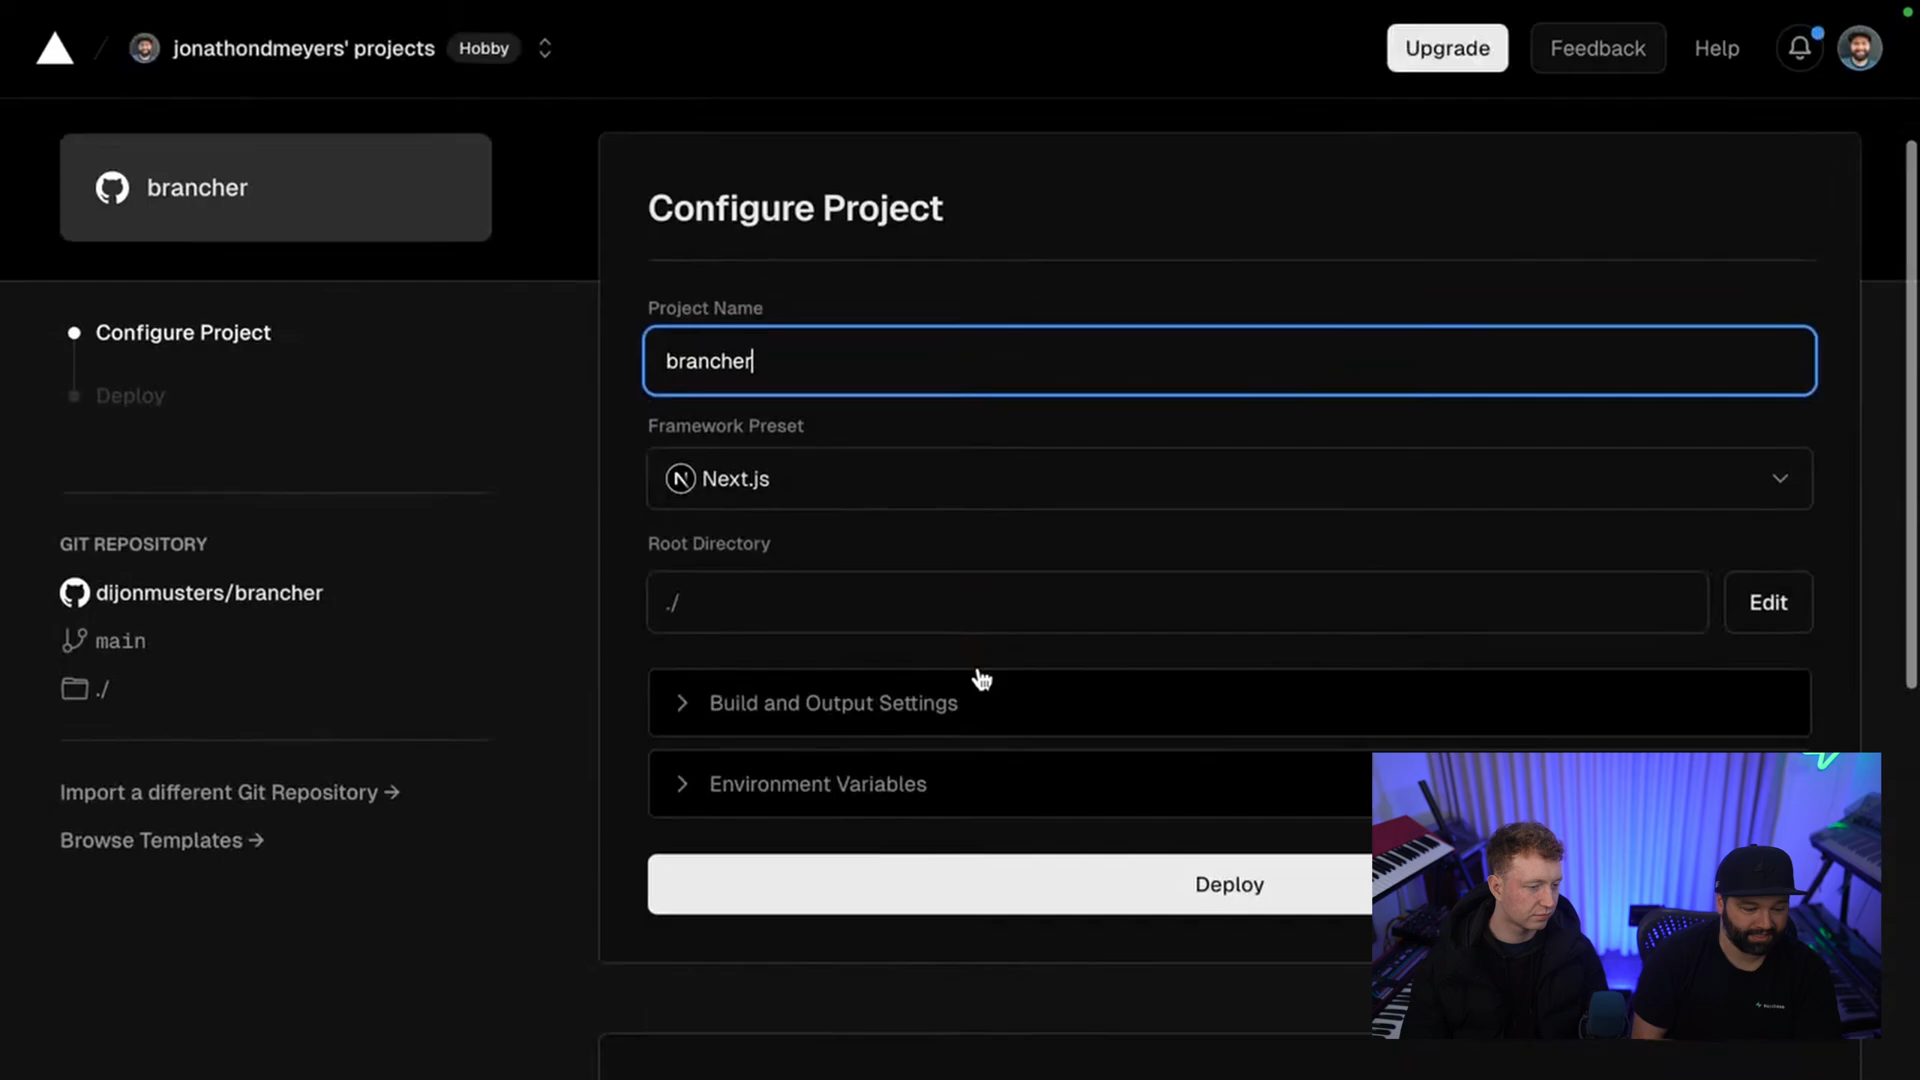 jonathondmeyers' projects
Hobby
Upgrade
Feedback
Help
brancher
Configure Project
Deploy
GIT REPOSITORY
dijonmusters/brancher
main
./
Import a different Git Repository →
Browse Templates →
Configure Project
Project Name
brancher
Framework Preset
Next.js
Root Directory
./
Edit
Build and Output Settings
Environment Variables
Deploy